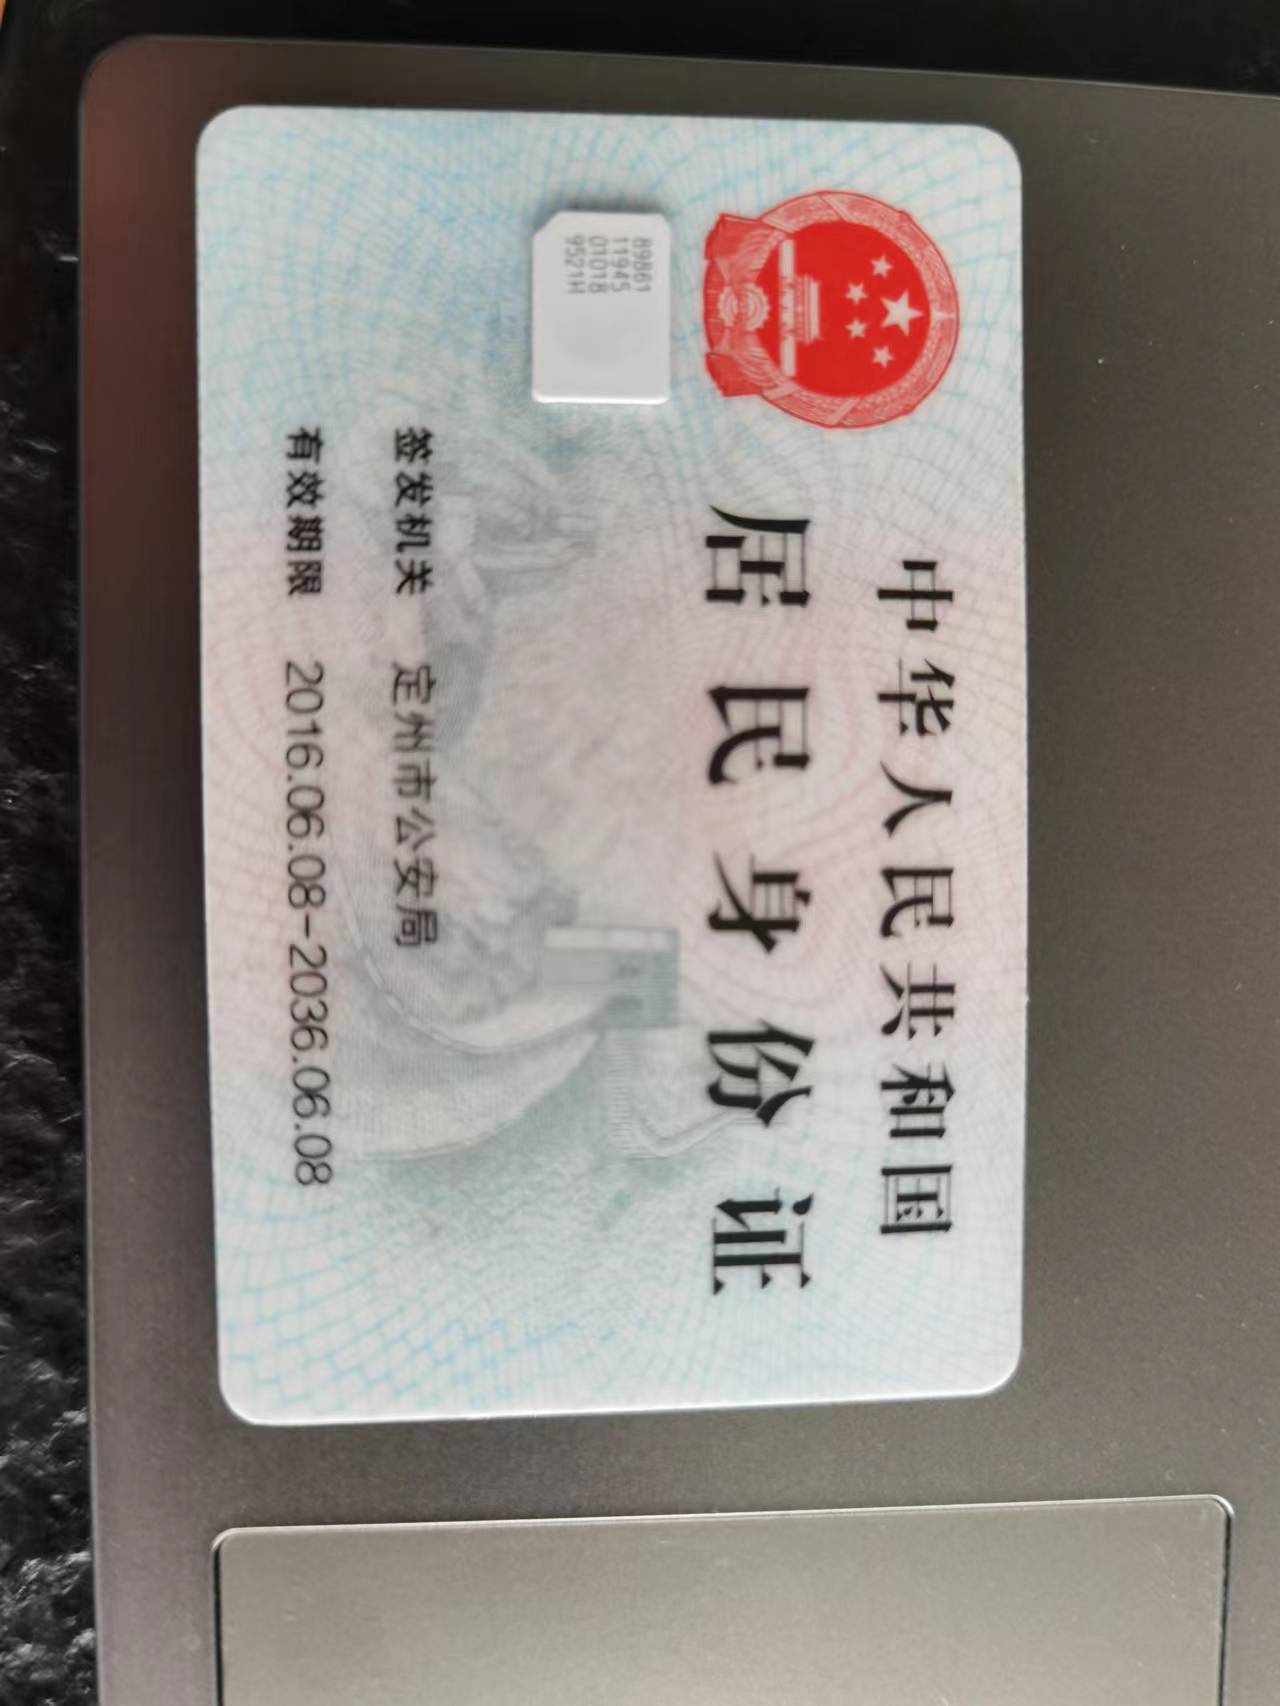 中华人民共和国
居民身份证
89861
11945
01018
9521H
签发机关 定州市公安局
有效期限 2016.06.08-2036.06.08